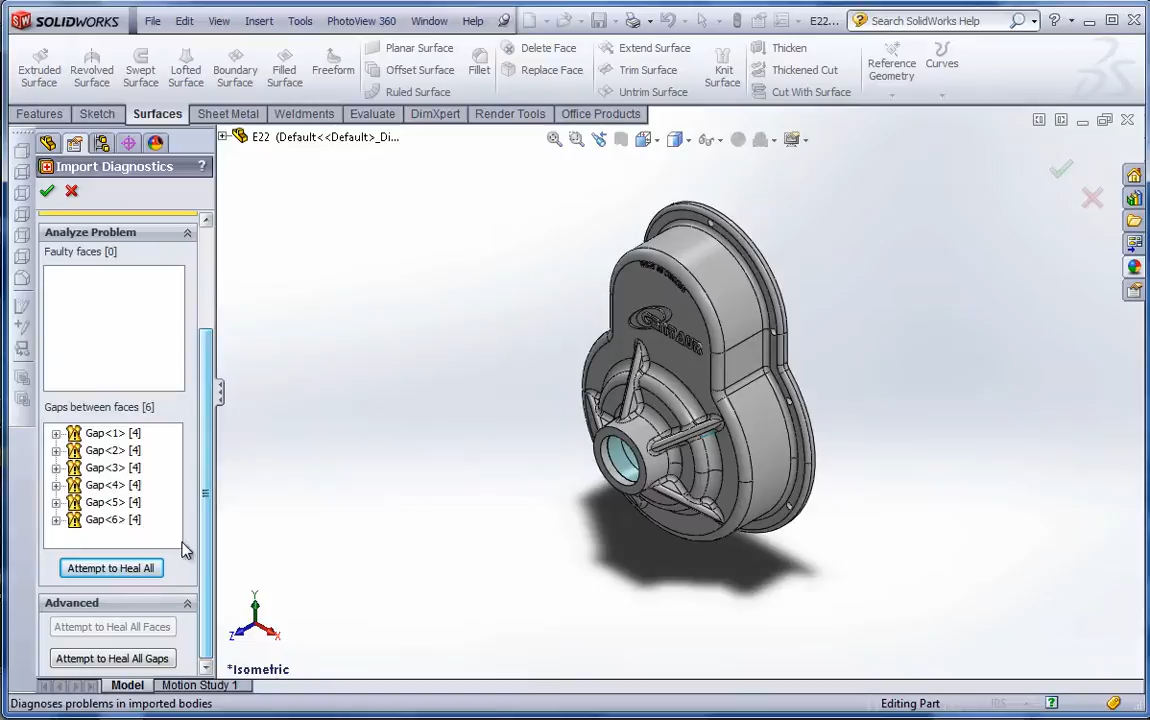 SOLIDWORKS File Edit View Insert Tools PhotoView 360 Window Help E22... Search SolidWorks Help
Extruded Surface Revolved Surface Swept Surface Lofted Surface Boundary Surface Filled Surface Freeform Planar Surface Offset Surface Ruled Surface Fillet Delete Face Replace Face Extend Surface Trim Surface Untrim Surface Knit Surface Thicken Thickened Cut Cut With Surface Reference Geometry Curves
Features Sketch Surfaces Sheet Metal Weldments Evaluate DimXpert Render Tools Office Products
E22 (Default<<Default>_Di...
Import Diagnostics ?
Analyze Problem
Faulty faces [0]
Gaps between faces [6]
Gap<1> [4]
Gap<2> [4]
Gap<3> [4]
Gap<4> [4]
Gap<5> [4]
Gap<6> [4]
Attempt to Heal All
Advanced
Attempt to Heal All Faces
Attempt to Heal All Gaps
Y
Z X
*Isometric
Model Motion Study 1
Diagnoses problems in imported bodies Editing Part